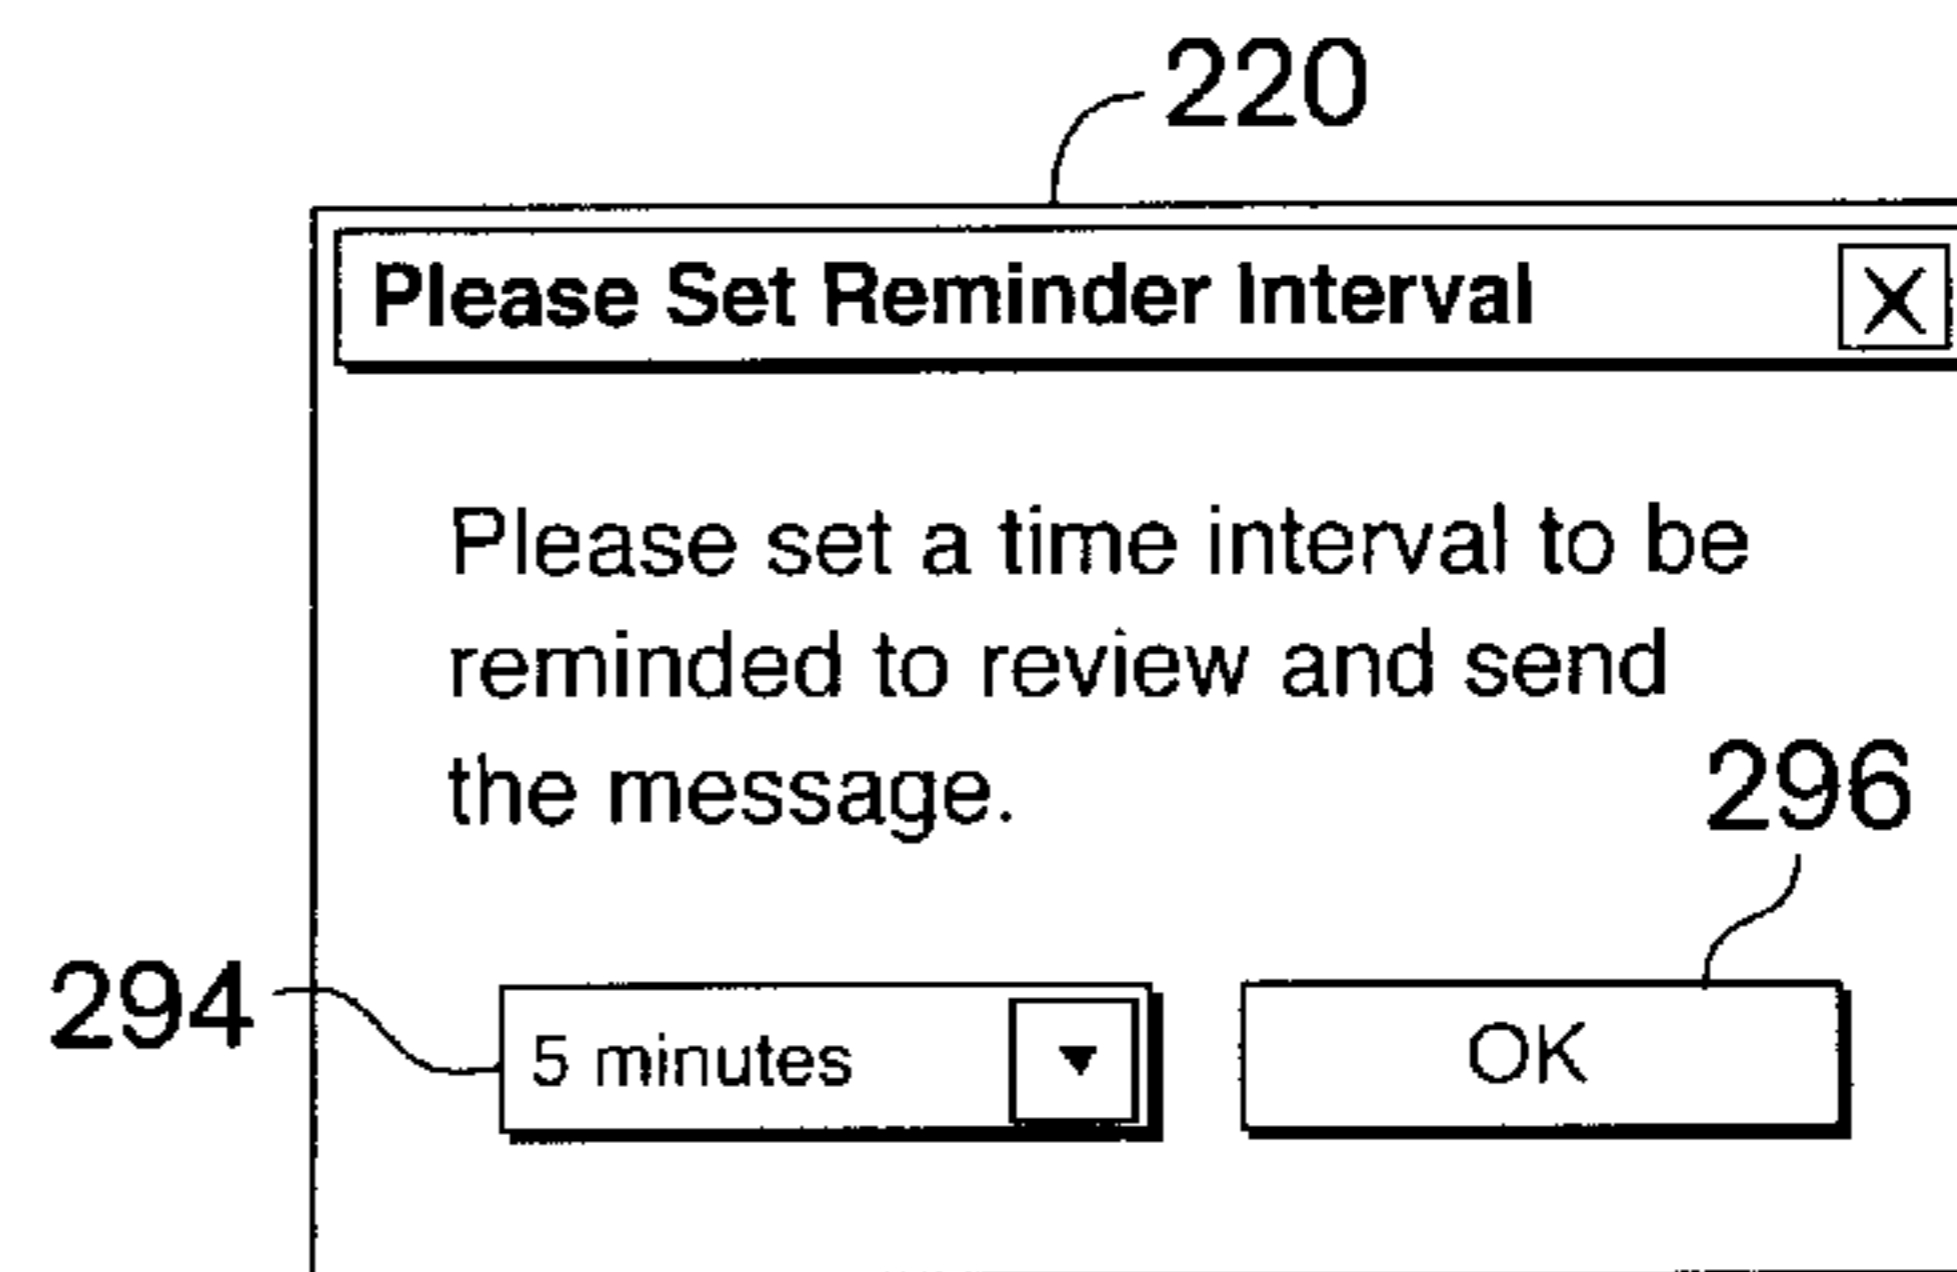 220
Please Set Reminder Interval
Please set a time interval to be
reminded to review and send
the message.
296
294
5 minutes
OK